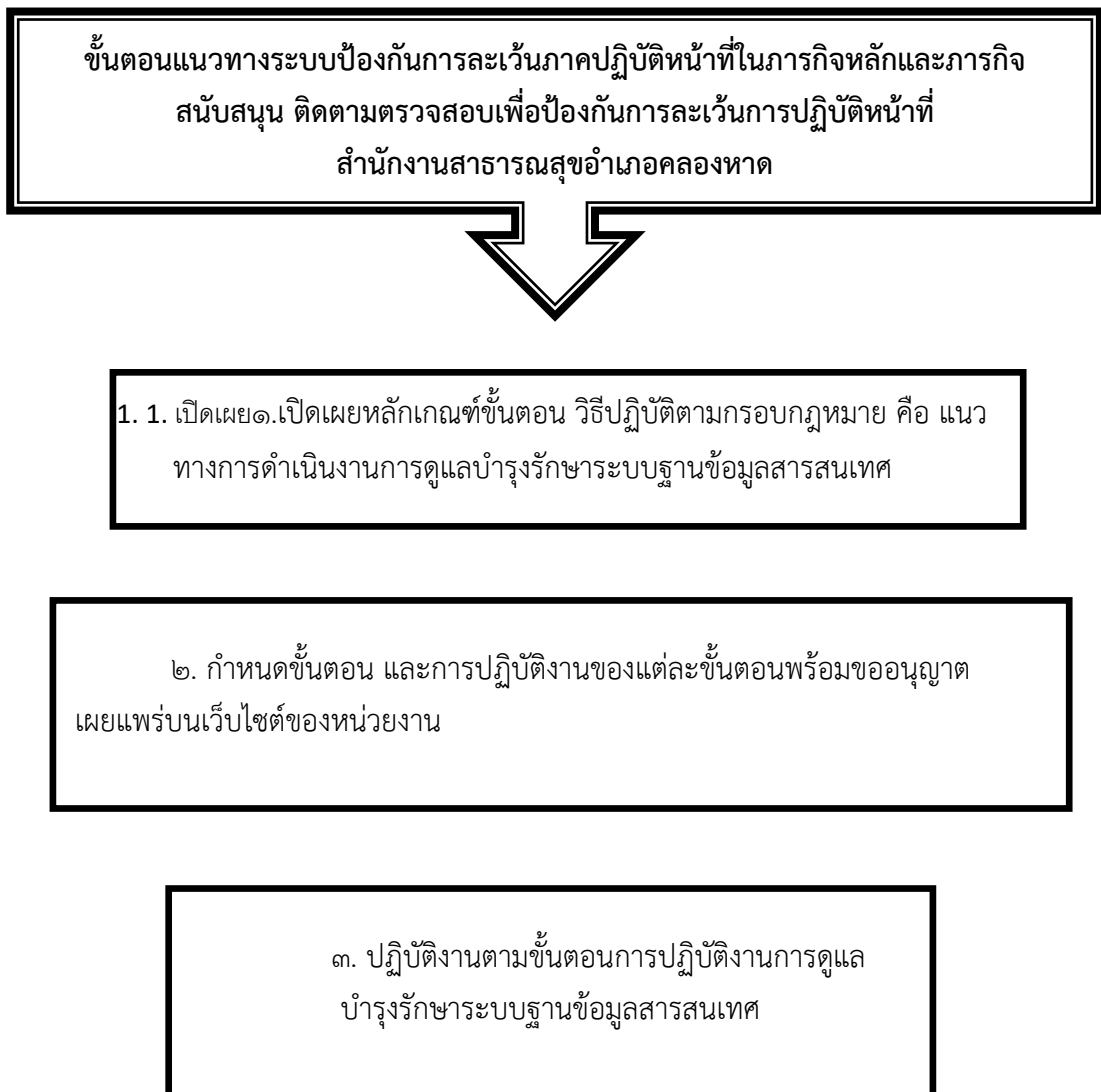 ขั้นตอนแนวทางระบบป้องกันการละเว้นภาคปฏิบัติหน้าที่ในภารกิจหลักและภารกิจ
สนับสนุน ติดตามตรวจสอบเพื่อป้องกันการละเว้นการปฏิบัติหน้าที่
สำนักงานสาธารณสุขอำเภอคลองหาด
1. 1. เปิดเผย๑.เปิดเผยหลักเกณฑ์ขั้นตอน วิธีปฏิบัติตามกรอบกฎหมาย คือ แนว
ทางการดำเนินงานการดูแลบำรุงรักษาระบบฐานข้อมูลสารสนเทศ
๒. กำหนดขั้นตอน และการปฏิบัติงานของแต่ละขั้นตอนพร้อมขออนุญาต
เผยแพร่บนเว็บไซต์ของหน่วยงาน
๓. ปฏิบัติงานตามขั้นตอนการปฏิบัติงานการดูแล
บำรุงรักษาระบบฐานข้อมูลสารสนเทศ